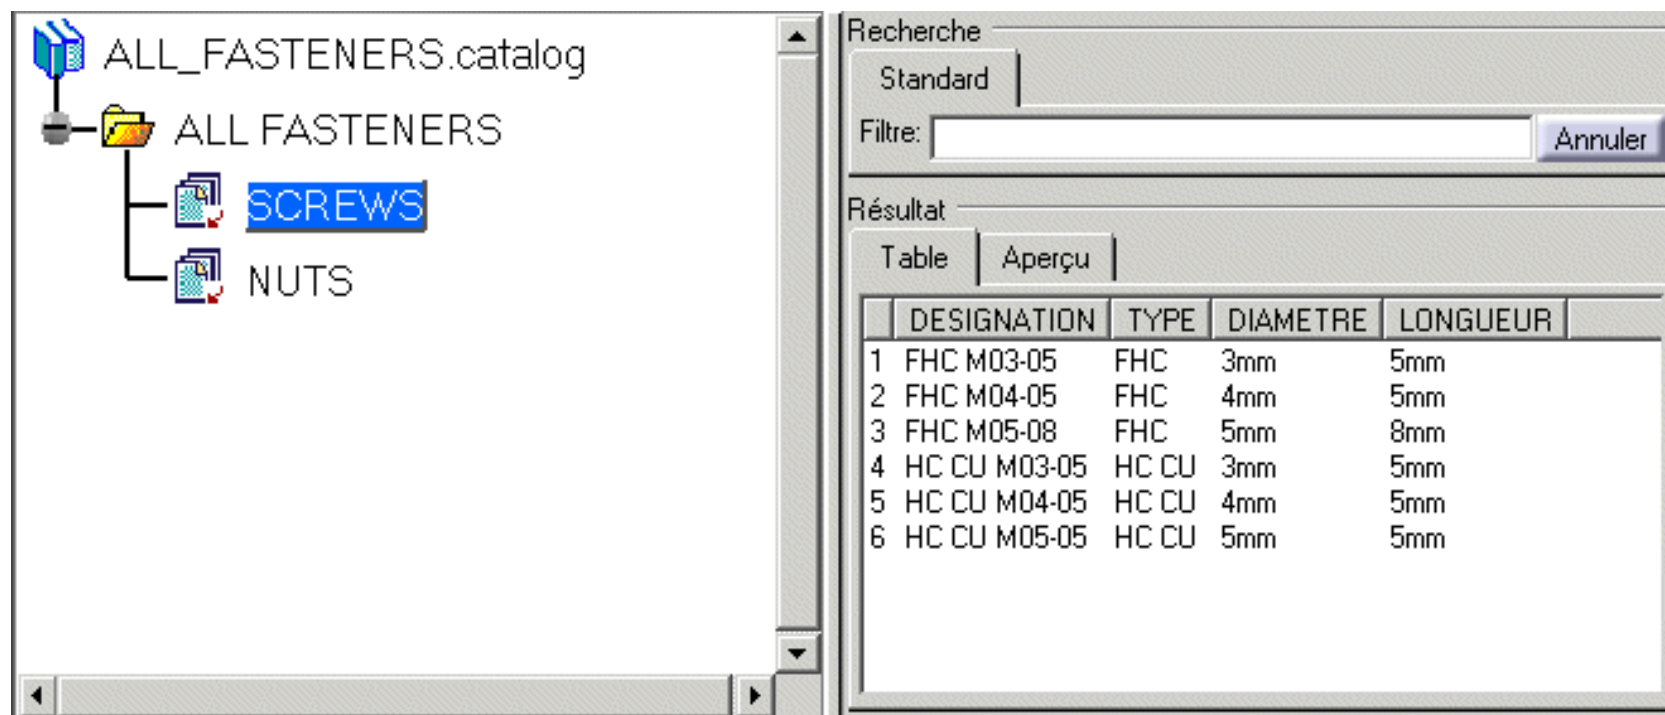 ALL_FASTENERS.catalog
ALL FASTENERS
SCREWS
NUTS
Recherche
Standard
Filtre: Annuler
Résultat
Table Aperçu
DESIGNATION TYPE DIAMETRE LONGUEUR
1 FHC M03-05 FHC 3mm 5mm
2 FHC M04-05 FHC 4mm 5mm
3 FHC M05-08 FHC 5mm 8mm
4 HC CU M03-05 HC CU 3mm 5mm
5 HC CU M04-05 HC CU 4mm 5mm
6 HC CU M05-05 HC CU 5mm 5mm